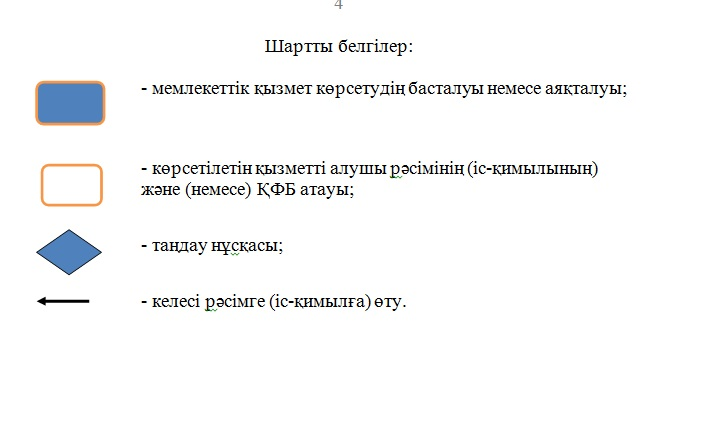 4
Шартты белгілер:
- мемлекеттік қызмет көрсетудің басталуы немесе аяқталуы;
- көрсетілетін қызметті алушы рәсімінің (іс-қимылының)
және (немесе) ҚФБ атауы;
- таңдау нұсқасы;
- келесі рәсімге (іс-қимылға) өту.